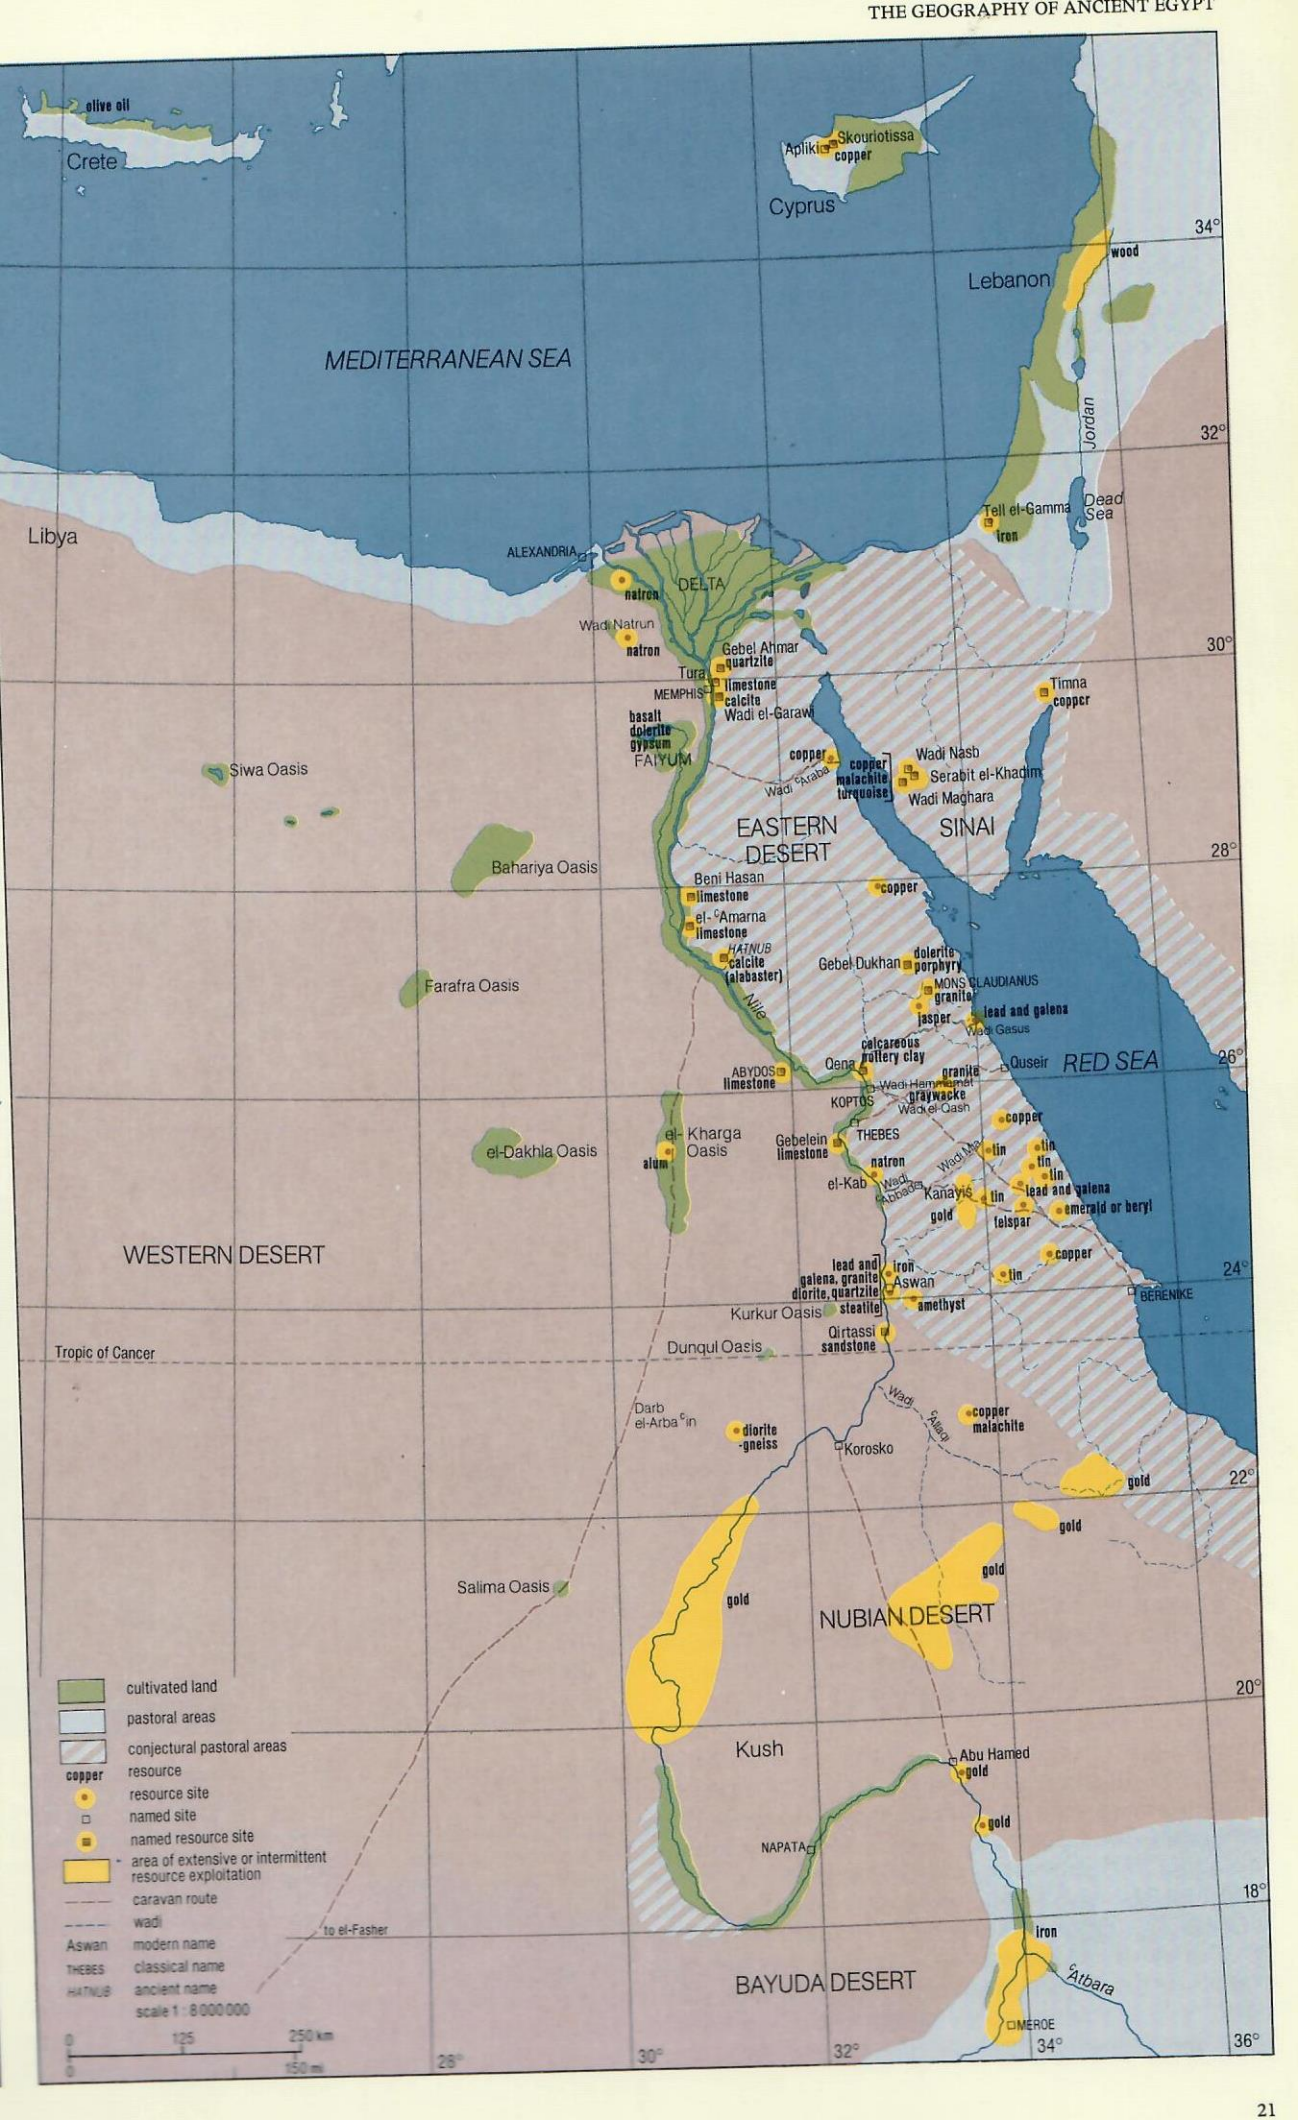 THE GEOGRAPHY OF ANCIENT EGYPT
olive oil
Crete
Apliki
Skouriotissa
copper
Cyprus
34°
wood
Lebanon
MEDITERRANEAN SEA
Jordan
32°
Libya
Tell el-Gamma
iron
Dead
Sea
ALEXANDRIA
DELTA
natron
Wadi Natrun
natron
30°
Gebel Ahmar
quartzite
Tura
limestone
MEMPHIS
calcite
Wadi el-Garawi
Timna
copper
basalt
dolerite
gypsum
FAIYUM
Siwa Oasis
copper
Wadi ʿAraba
copper
malachite
turquoise
Wadi Nasb
Serabit el-Khadim
Wadi Maghara
EASTERN
DESERT
SINAI
28°
Bahariya Oasis
Beni Hasan
limestone
copper
el-ʿAmarna
limestone
HATNUB
calcite
(alabaster)
Gebel Dukhan
dolerite
porphyry
Farafra Oasis
MONS CLAUDIANUS
granite
Nile
jasper
lead and galena
Wadi Gasus
calcareous
pottery clay
Qena
ABYDOS
limestone
Quseir
RED SEA
26°
granite
Wadi Hammamat
graywacke
KOPTOS
Wadi el-Qash
copper
el-Dakhla Oasis
el-Kharga
Oasis
alum
THEBES
Gebelein
limestone
Wadi Mia
tin
tin
tin
tin
natron
el-Kab
Wadi
ʿAbbad
Kanayis
tin
lead and galena
gold
felspar
emerald or beryl
WESTERN DESERT
copper
lead and
galena, granite
diorite, quartzite
steatite
iron
Aswan
tin
24°
BERENIKE
amethyst
Kurkur Oasis
Qirtassi
sandstone
Dunqul Oasis
Tropic of Cancer
Wadi
ʿAllaqi
copper
malachite
Darb
el-Arbaʿin
diorite
-gneiss
Korosko
22°
gold
gold
gold
Salima Oasis
gold
NUBIAN DESERT
20°
cultivated land
pastoral areas
conjectural pastoral areas
copper resource
resource site
named site
named resource site
area of extensive or intermittent
resource exploitation
caravan route
wadi
Aswan modern name
THEBES classical name
HATNUB ancient name
scale 1 : 8 000 000
0 125 250 km
0 150 mi
Kush
Abu Hamed
gold
gold
NAPATA
18°
to el-Fasher
iron
BAYUDA DESERT
ʿAtbara
MEROE
28° 30° 32° 34° 36°
21